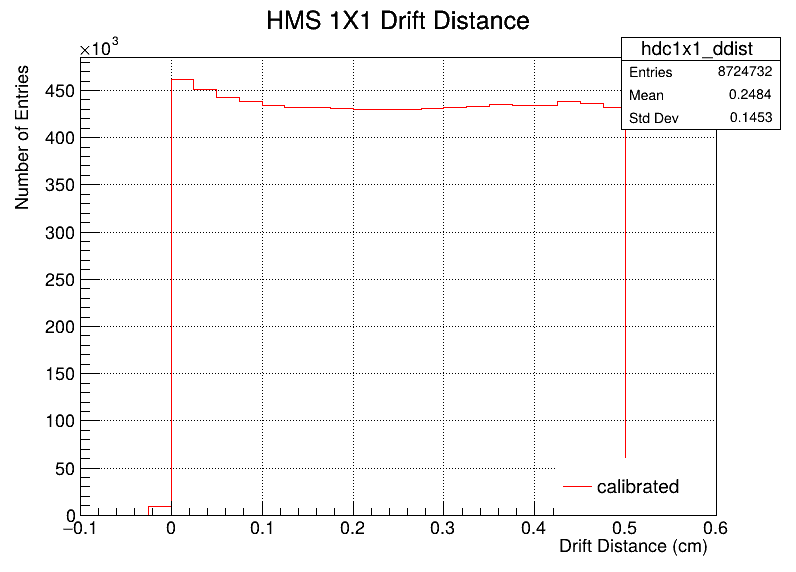 HMS 1X1 Drift Distance
×10³
hdc1x1_ddist
Entries 8724732
Mean 0.2484
Std Dev 0.1453
Number of Entries
450
400
350
300
250
200
150
100
50
0
calibrated
−0.1 0 0.1 0.2 0.3 0.4 0.5 0.6
Drift Distance (cm)